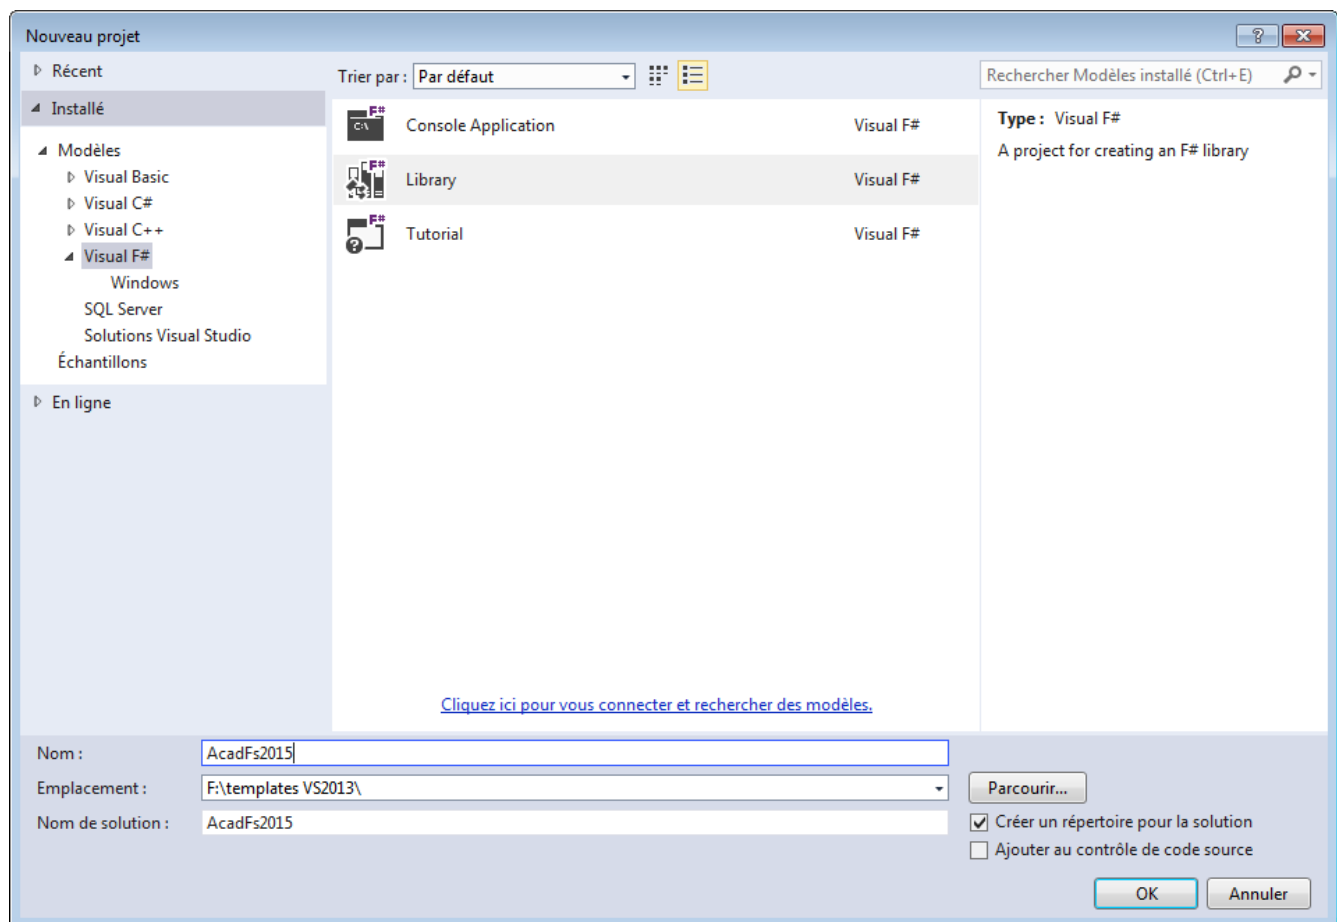 Nouveau projet
Récent
Installé
Modèles
Visual Basic
Visual C#
Visual C++
Visual F#
Windows
SQL Server
Solutions Visual Studio
Échantillons
En ligne
Trier par : Par défaut
F#
C:\
Console Application Visual F#
F#
Library Visual F#
F#
Tutorial Visual F#
Cliquez ici pour vous connecter et rechercher des modèles.
Rechercher Modèles installé (Ctrl+E)
Type : Visual F#
A project for creating an F# library
Nom : AcadFs2015
Emplacement : F:\templates VS2013\
Parcourir...
Nom de solution : AcadFs2015
Créer un répertoire pour la solution
Ajouter au contrôle de code source
OK Annuler